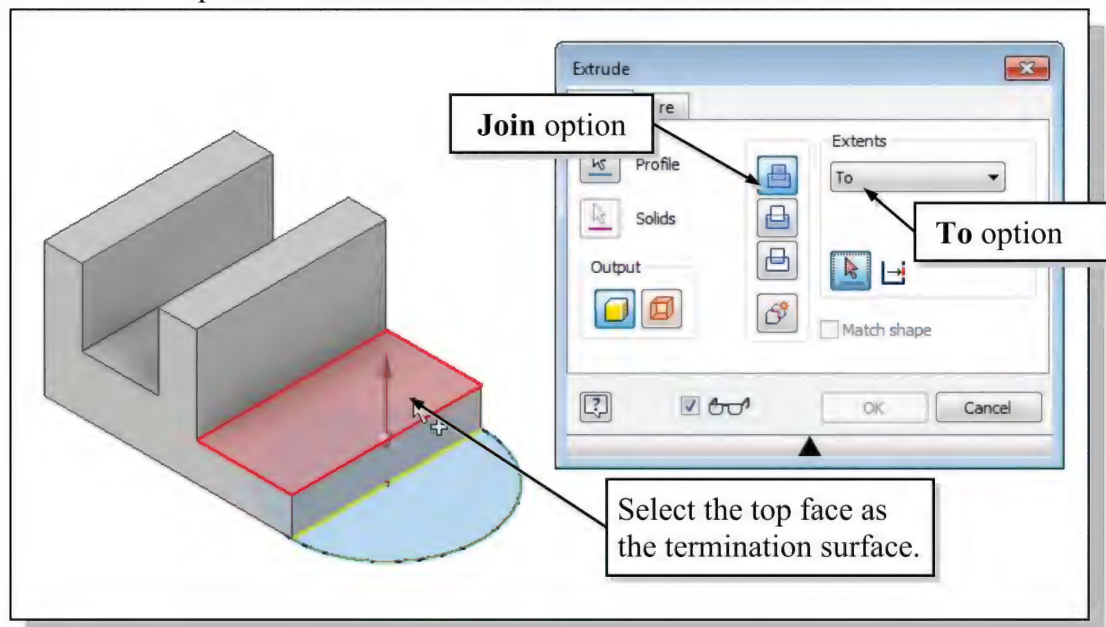 Extrude
re
Join option
Profile
Extents
To
Solids
To option
Output
Match shape
OK
Cancel
Select the top face as
the termination surface.